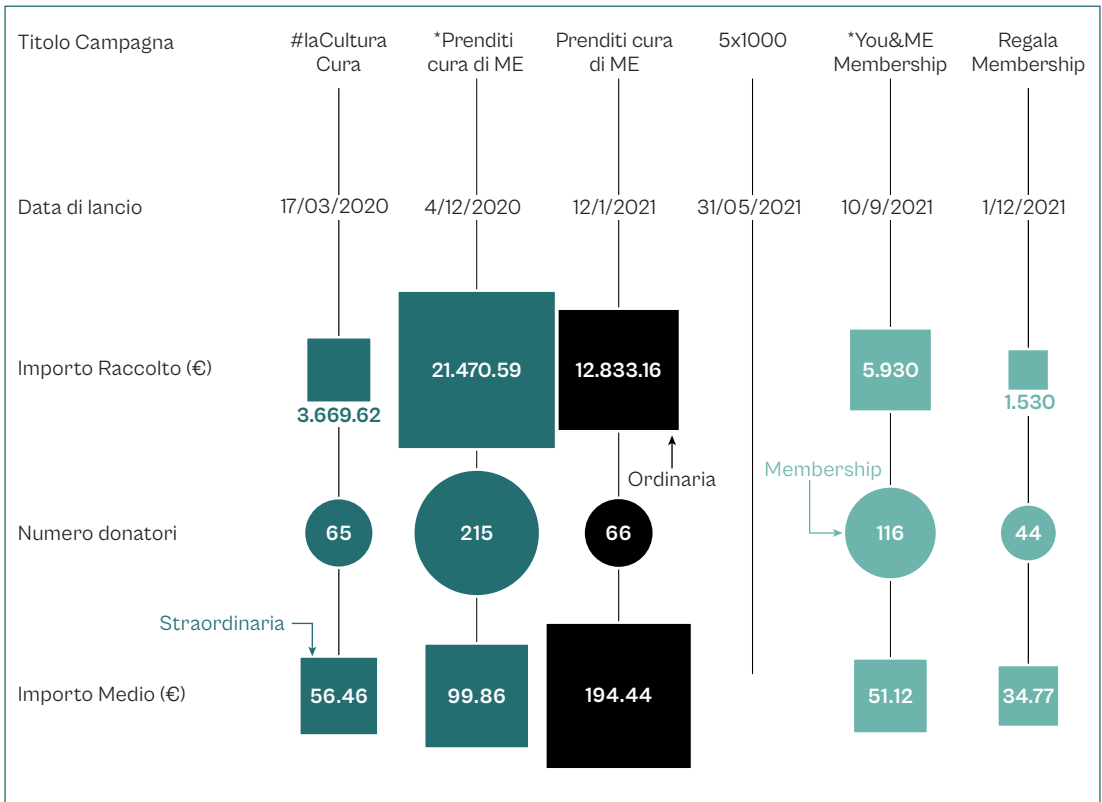 Titolo Campagna
#laCultura
Cura
*Prenditi
cura di ME
Prenditi cura
di ME
5x1000
*You&ME
Membership
Regala
Membership
Data di lancio
17/03/2020
4/12/2020
12/1/2021
31/05/2021
10/9/2021
1/12/2021
Importo Raccolto (€)
3.669.62
21.470.59
12.833.16
5.930
1.530
Ordinaria
Membership
Numero donatori
65
215
66
116
44
Straordinaria
Importo Medio (€)
56.46
99.86
194.44
51.12
34.77